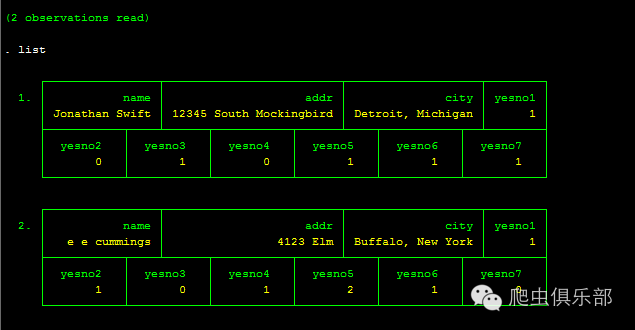 (2 observations read)
. list
1. name addr city yesno1
Jonathan Swift 12345 South Mockingbird Detroit, Michigan 1
yesno2 yesno3 yesno4 yesno5 yesno6 yesno7
0 1 0 1 1 1
2. name addr city yesno1
e e cummings 4123 Elm Buffalo, New York 1
yesno2 yesno3 yesno4 yesno5 yesno6 yesno7
1 0 1 2 1 0
爬虫俱乐部